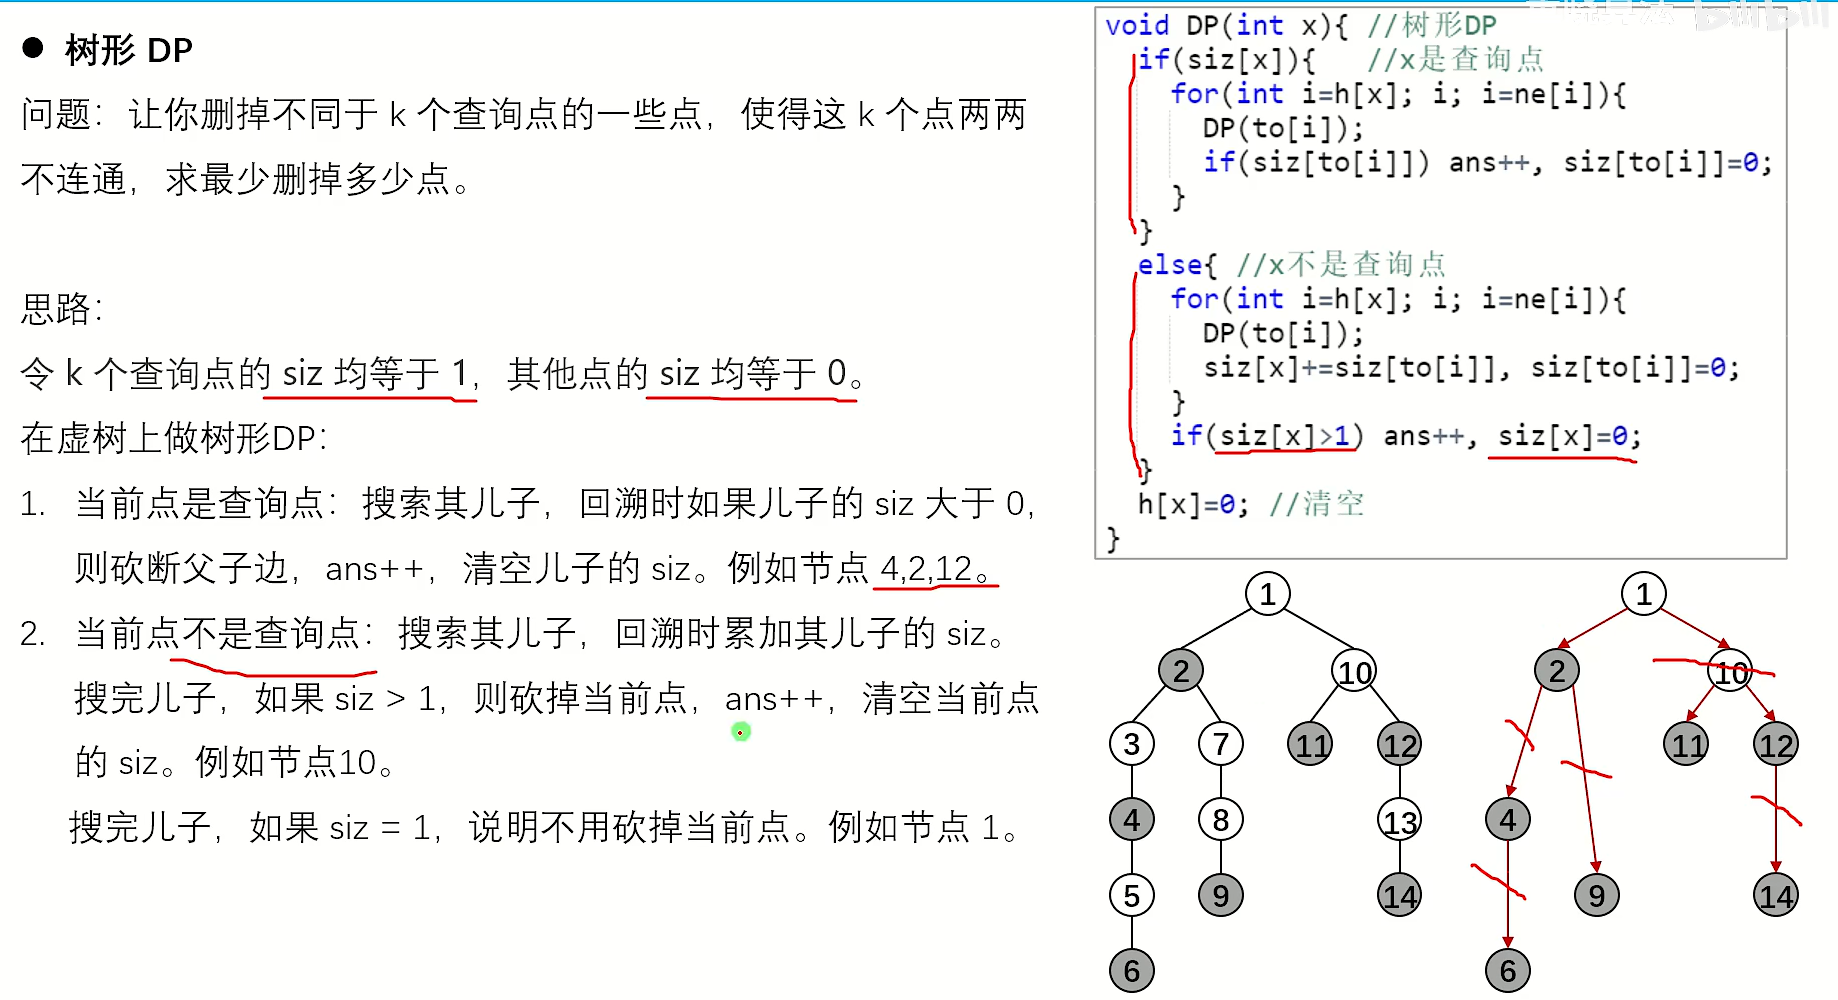 ● 树形 DP
问题：让你删掉不同于 k 个查询点的一些点，使得这 k 个点两两
不连通，求最少删掉多少点。
思路：
令 k 个查询点的 siz 均等于 1，其他点的 siz 均等于 0。
在虚树上做树形DP：
1. 当前点是查询点：搜索其儿子，回溯时如果儿子的 siz 大于 0，
则砍断父子边，ans++，清空儿子的 siz。例如节点 4,2,12。
2. 当前点不是查询点：搜索其儿子，回溯时累加其儿子的 siz。
搜完儿子，如果 siz > 1，则砍掉当前点，ans++，清空当前点
的 siz。例如节点10。
搜完儿子，如果 siz = 1，说明不用砍掉当前点。例如节点 1。
bilibili
void DP(int x){ //树形DP
if(siz[x]){ //x是查询点
for(int i=h[x]; i; i=ne[i]){
DP(to[i]);
if(siz[to[i]]) ans++, siz[to[i]]=0;
}
}
else{ //x不是查询点
for(int i=h[x]; i; i=ne[i]){
DP(to[i]);
siz[x]+=siz[to[i]], siz[to[i]]=0;
}
if(siz[x]>1) ans++, siz[x]=0;
}
h[x]=0; //清空
}
1
2 10
3 7 11 12
4 8 13
5 9 14
6
1
2 10
11 12
4
9 14
6